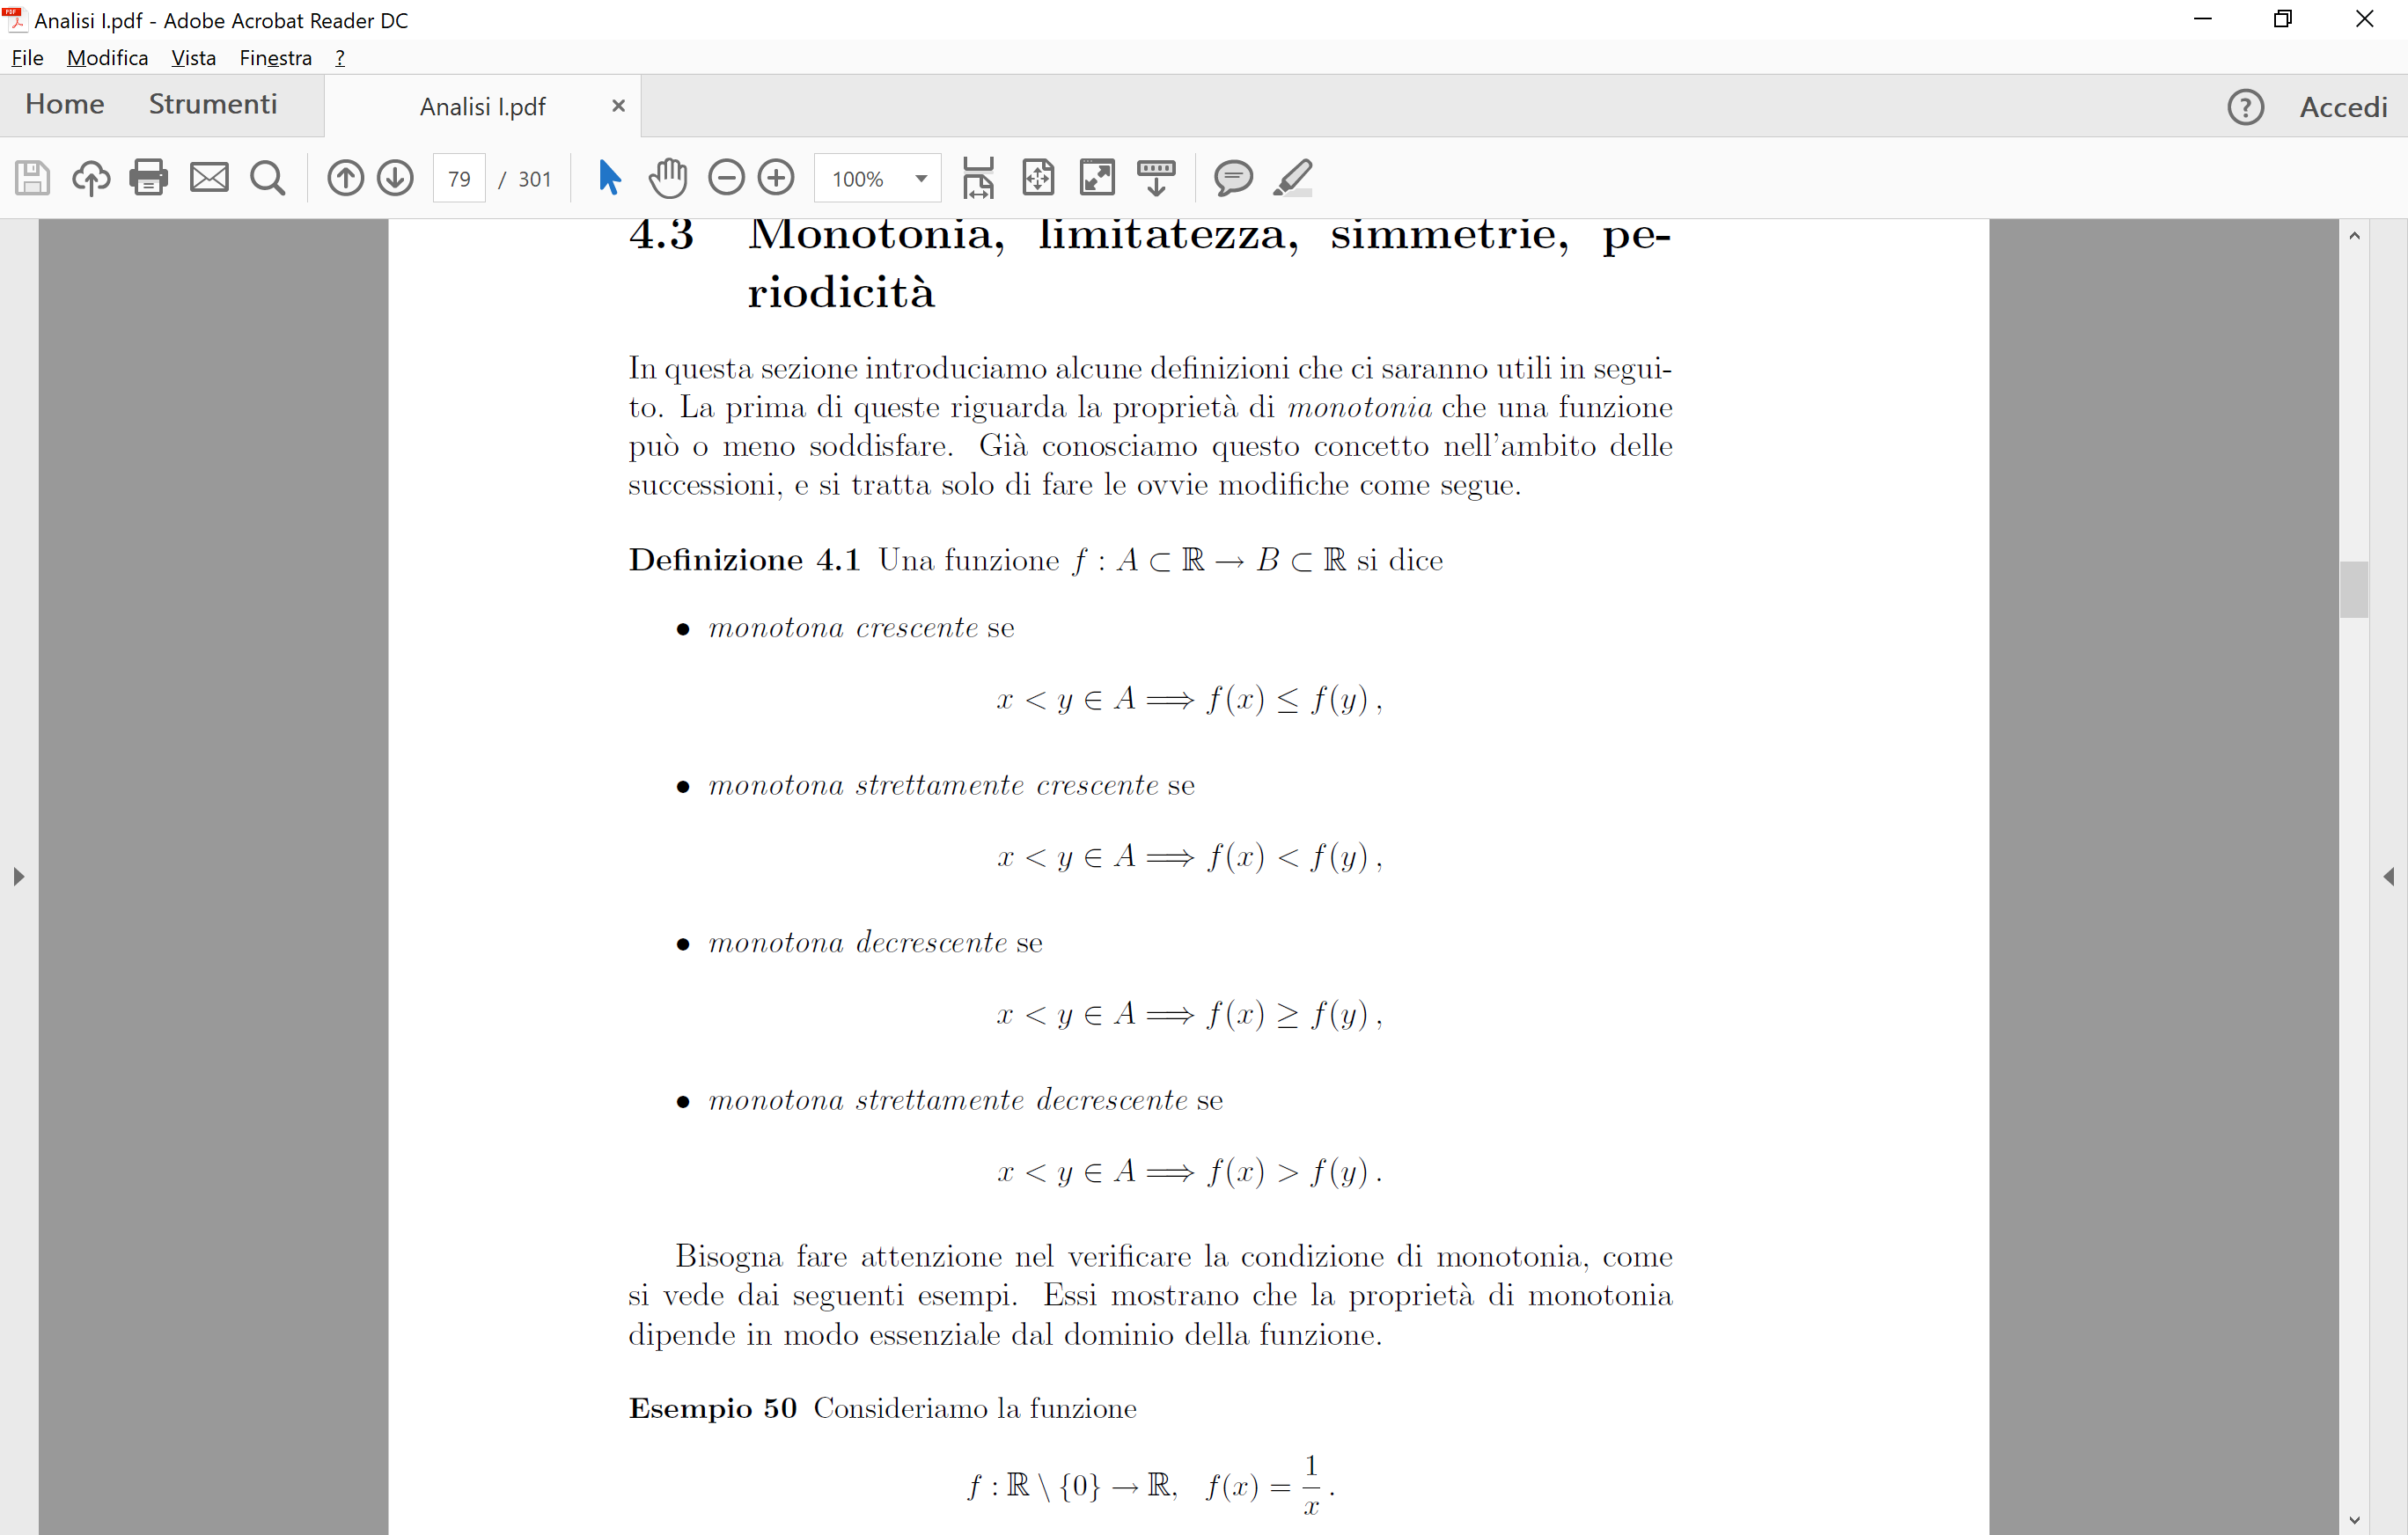 Analisi I.pdf - Adobe Acrobat Reader DC
File Modifica Vista Finestra ?
Home Strumenti Analisi I.pdf × ? Accedi
79 / 301 100%
4.3 Monotonia, limitatezza, simmetrie, pe-
riodicità
In questa sezione introduciamo alcune definizioni che ci saranno utili in segui-
to. La prima di queste riguarda la proprietà di monotonia che una funzione
può o meno soddisfare. Già conosciamo questo concetto nell'ambito delle
successioni, e si tratta solo di fare le ovvie modifiche come segue.
Definizione 4.1 Una funzione f : A ⊂ ℝ → B ⊂ ℝ si dice
• monotona crescente se
x < y ∈ A ⟹ f(x) ≤ f(y) ,
• monotona strettamente crescente se
x < y ∈ A ⟹ f(x) < f(y) ,
• monotona decrescente se
x < y ∈ A ⟹ f(x) ≥ f(y) ,
• monotona strettamente decrescente se
x < y ∈ A ⟹ f(x) > f(y) .
Bisogna fare attenzione nel verificare la condizione di monotonia, come
si vede dai seguenti esempi. Essi mostrano che la proprietà di monotonia
dipende in modo essenziale dal dominio della funzione.
Esempio 50 Consideriamo la funzione
f : ℝ \ {0} → ℝ, f(x) = 1/x .